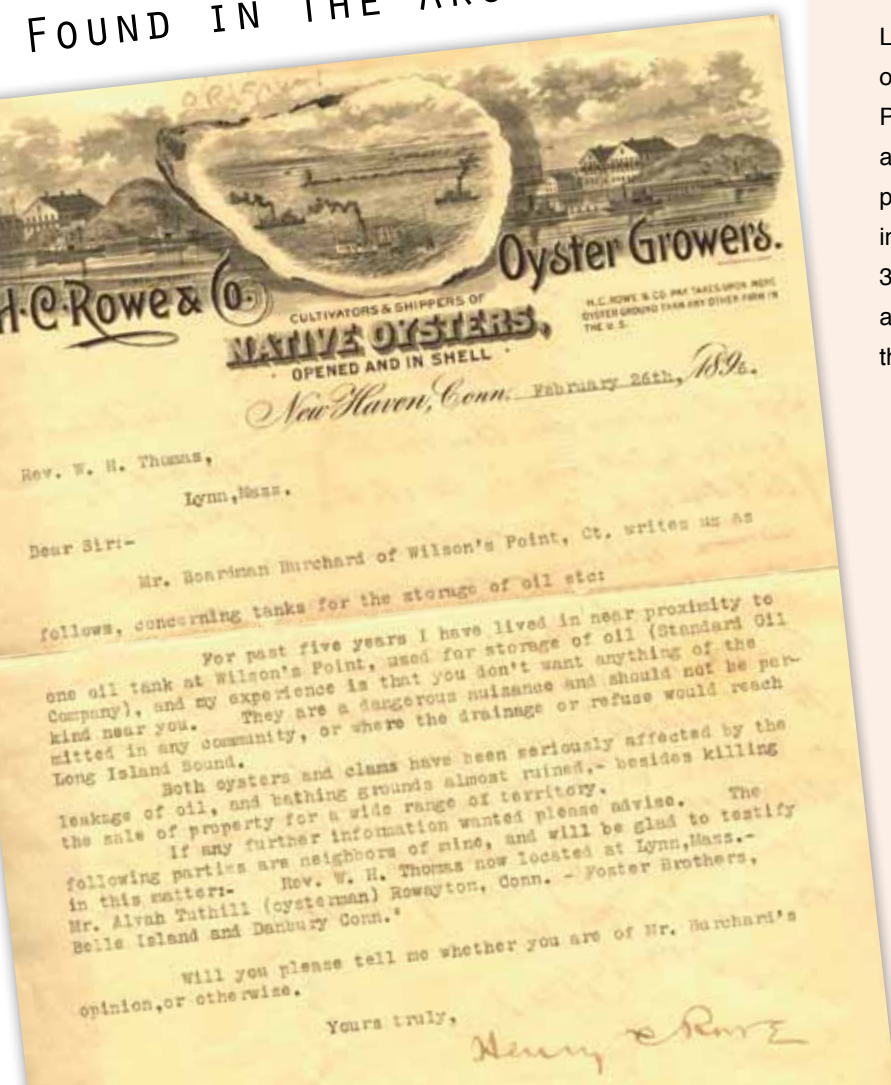 FOUND IN THE
H.C. Rowe & Co.
Oyster Growers.
CULTIVATORS & SHIPPERS OF
NATIVE OYSTERS,
OPENED AND IN SHELL
H.C. ROWE & CO. PAY TAXES UPON MORE
OYSTER GROUND THAN ANY OTHER FIRM IN
THE U.S.
New Haven, Conn. February 26th, 189
Rev. W. H. Thomas,
Lynn,Mass.
Dear Sir:-
Mr. Boardman Burchard of Wilson's Point, Ct. writes us as
follows, concerning tanks for the storage of oil etc:
For past five years I have lived in near proximity to
one oil tank at Wilson's Point, used for storage of oil (Standard Oil
Company), and my experience is that you don't want anything of the
kind near you. They are a dangerous nuisance and should not be per-
mitted in any community, or where the drainage or refuse would reach
Long Island Sound.
Both oysters and clams have been seriously affected by the
leakage of oil, and bathing grounds almost ruined,- besides killing
the sale of property for a wide range of territory.
If any further information wanted please advise. The
following parties are neighbors of mine, and will be glad to testify
in this matter:- Rev. W. H. Thomas now located at Lynn,Mass.-
Mr. Alvah Tuthill (oysterman) Rowayton, Conn. - Foster Brothers,
Belle Island and Danbury Conn."
Will you please tell me whether you are of Mr. Burchard's
opinion,or otherwise.
Yours truly,
Henry C Rowe